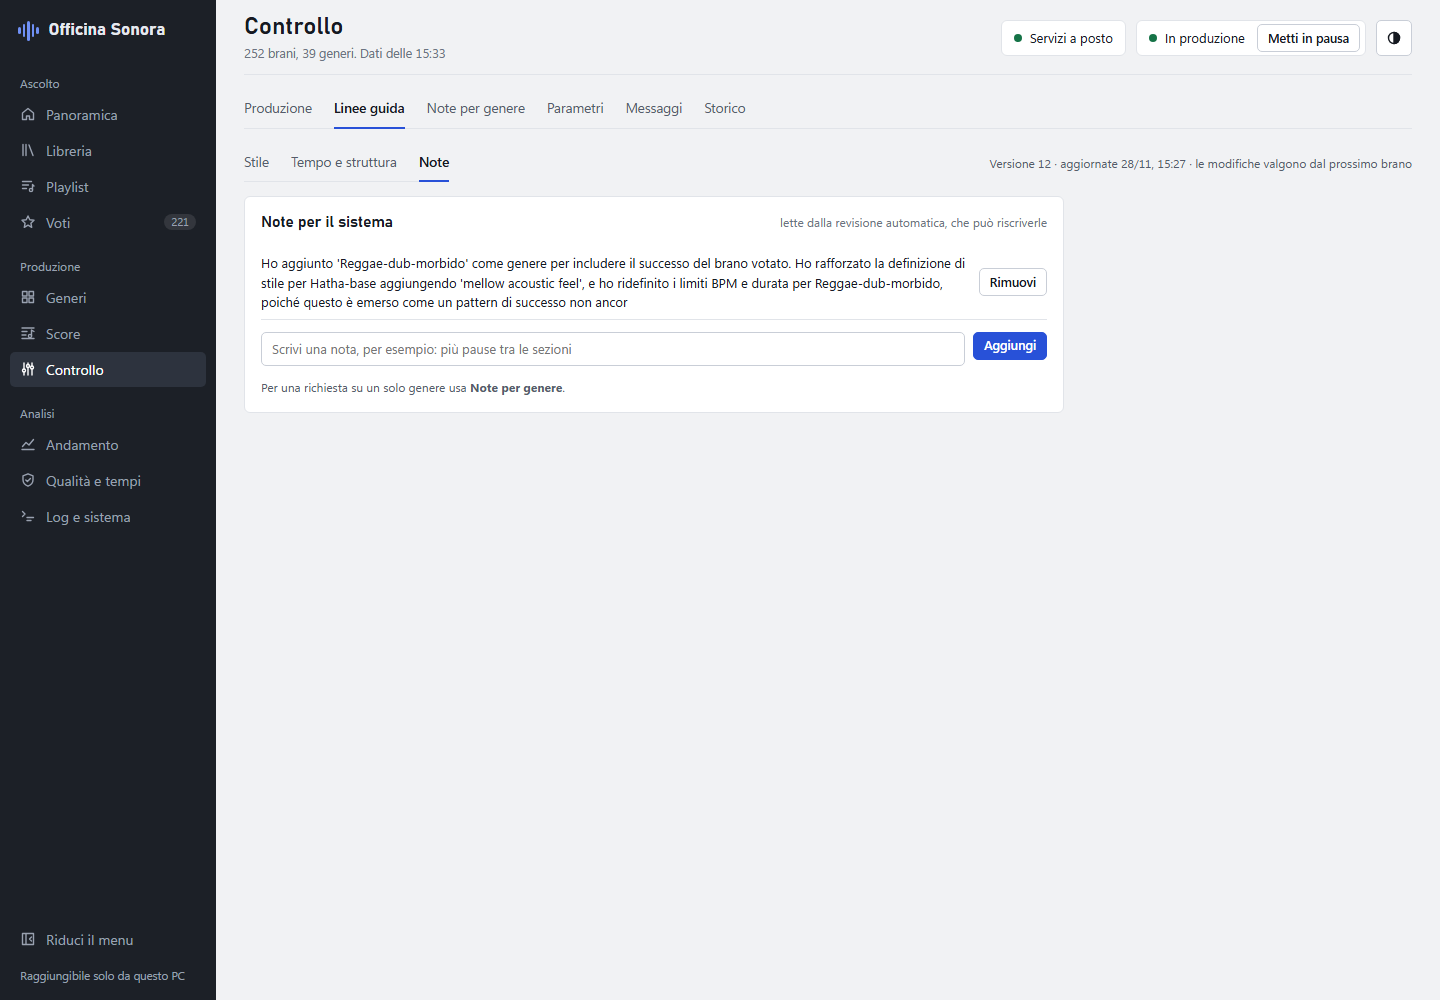 Officina Sonora
Ascolto
Panoramica
Libreria
Playlist
Voti 221
Produzione
Generi
Score
Controllo
Analisi
Andamento
Qualità e tempi
Log e sistema
Riduci il menu
Raggiungibile solo da questo PC
Controllo
252 brani, 39 generi. Dati delle 15:33
Servizi a posto
In produzione Metti in pausa
Produzione Linee guida Note per genere Parametri Messaggi Storico
Stile Tempo e struttura Note
Versione 12 · aggiornate 28/11, 15:27 · le modifiche valgono dal prossimo brano
Note per il sistema
lette dalla revisione automatica, che può riscriverle
Ho aggiunto 'Reggae-dub-morbido' come genere per includere il successo del brano votato. Ho rafforzato la definizione di
stile per Hatha-base aggiungendo 'mellow acoustic feel', e ho ridefinito i limiti BPM e durata per Reggae-dub-morbido,
poiché questo è emerso come un pattern di successo non ancor
Rimuovi
Scrivi una nota, per esempio: più pause tra le sezioni
Aggiungi
Per una richiesta su un solo genere usa Note per genere.